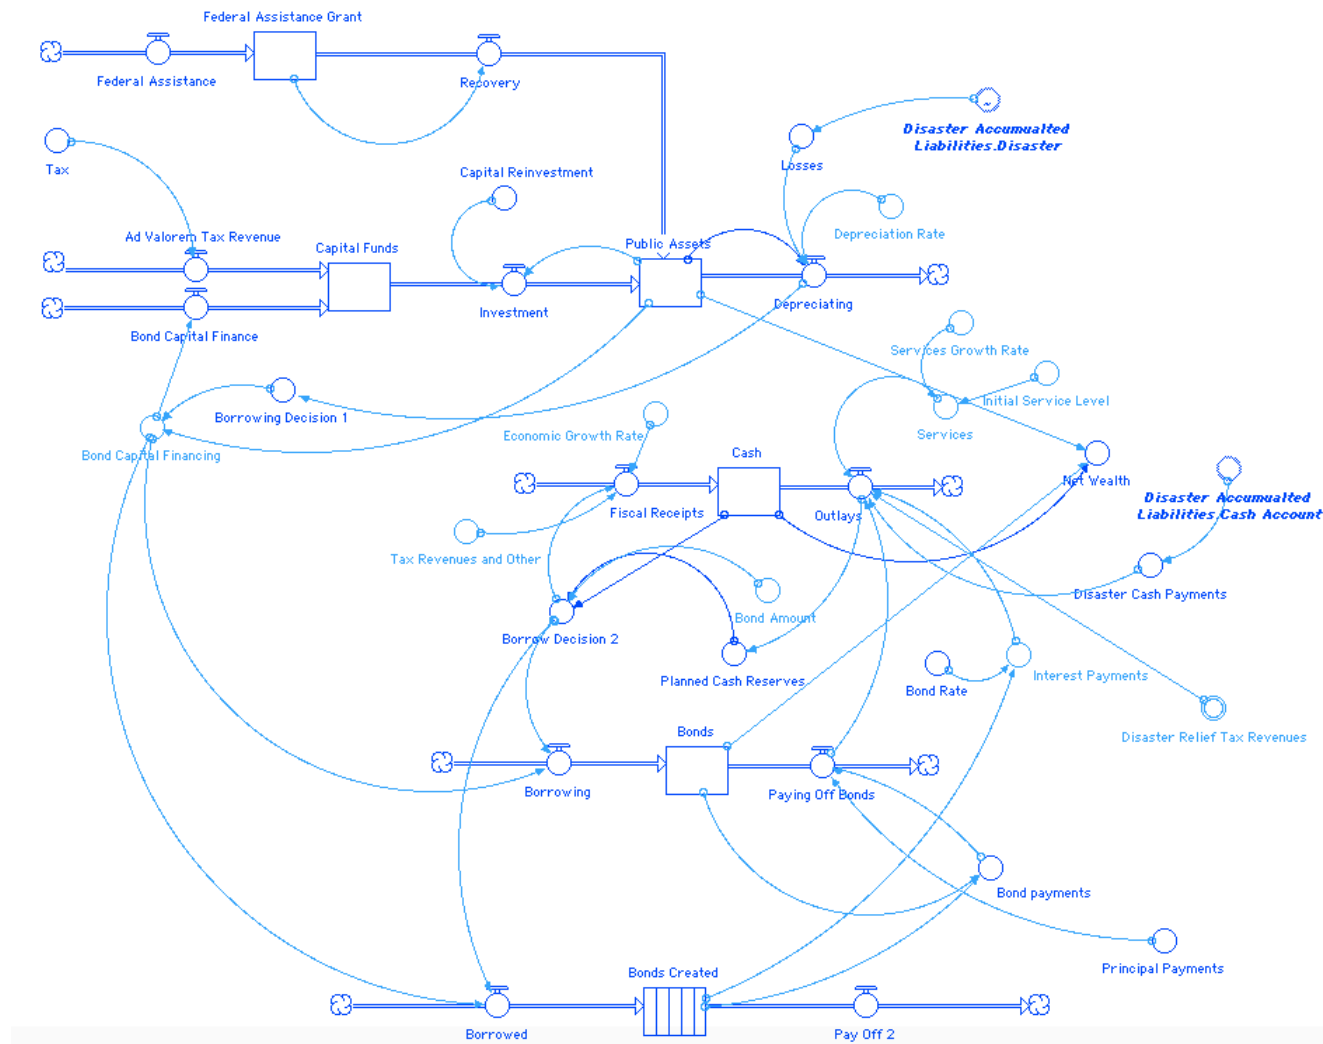 Federal Assistance Grant
Federal Assistance
Recovery
Disaster Accumualted
Liabilities.Disaster
Losses
Tax
Capital Reinvestment
Depreciation Rate
Ad Valorem Tax Revenue
Capital Funds
Public Assets
Investment
Depreciating
Bond Capital Finance
Services Growth Rate
Borrowing Decision 1
Initial Service Level
Economic Growth Rate
Services
Bond Capital Financing
Cash
Net Wealth
Disaster Accumualted
Liabilities.Cash Account
Fiscal Receipts
Outlays
Tax Revenues and Other
Disaster Cash Payments
Bond Amount
Borrow Decision 2
Planned Cash Reserves
Bond Rate
Interest Payments
Disaster Relief Tax Revenues
Bonds
Borrowing
Paying Off Bonds
Bond payments
Principal Payments
Bonds Created
Borrowed
Pay Off 2